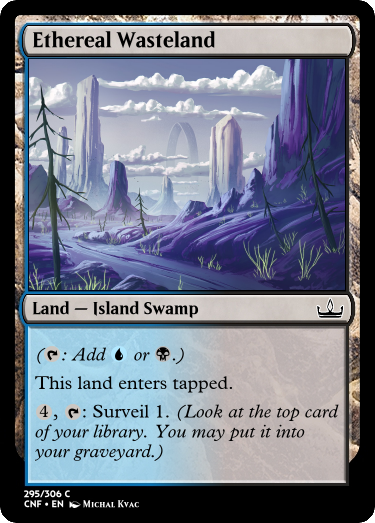 Ethereal Wasteland
Land — Island Swamp
(: Add or .)
This land enters tapped.
4, : Surveil 1. (Look at the top card
of your library. You may put it into
your graveyard.)
295/306 C
CNF • EN Michal Kvac